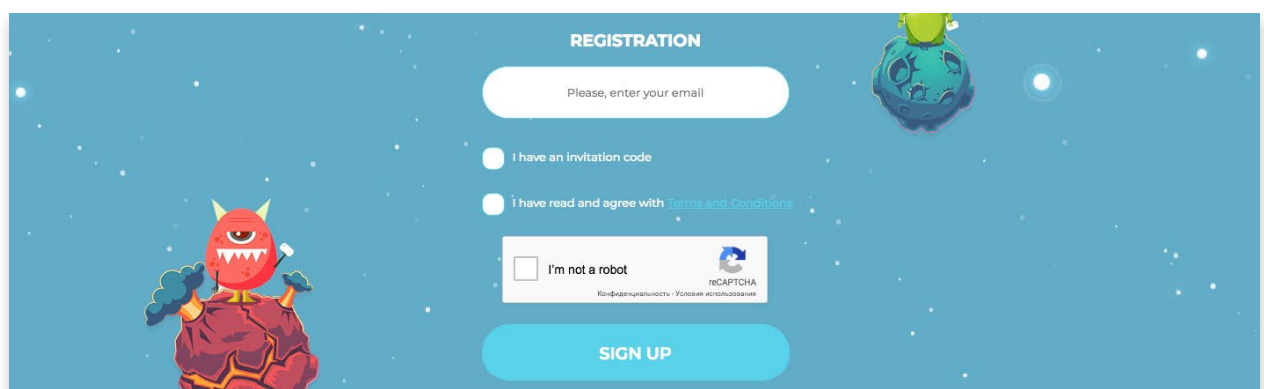 REGISTRATION
Please, enter your email
I have an invitation code
I have read and agree with Terms and Conditions
I'm not a robot
reCAPTCHA
Конфиденциальность - Условия использования
SIGN UP